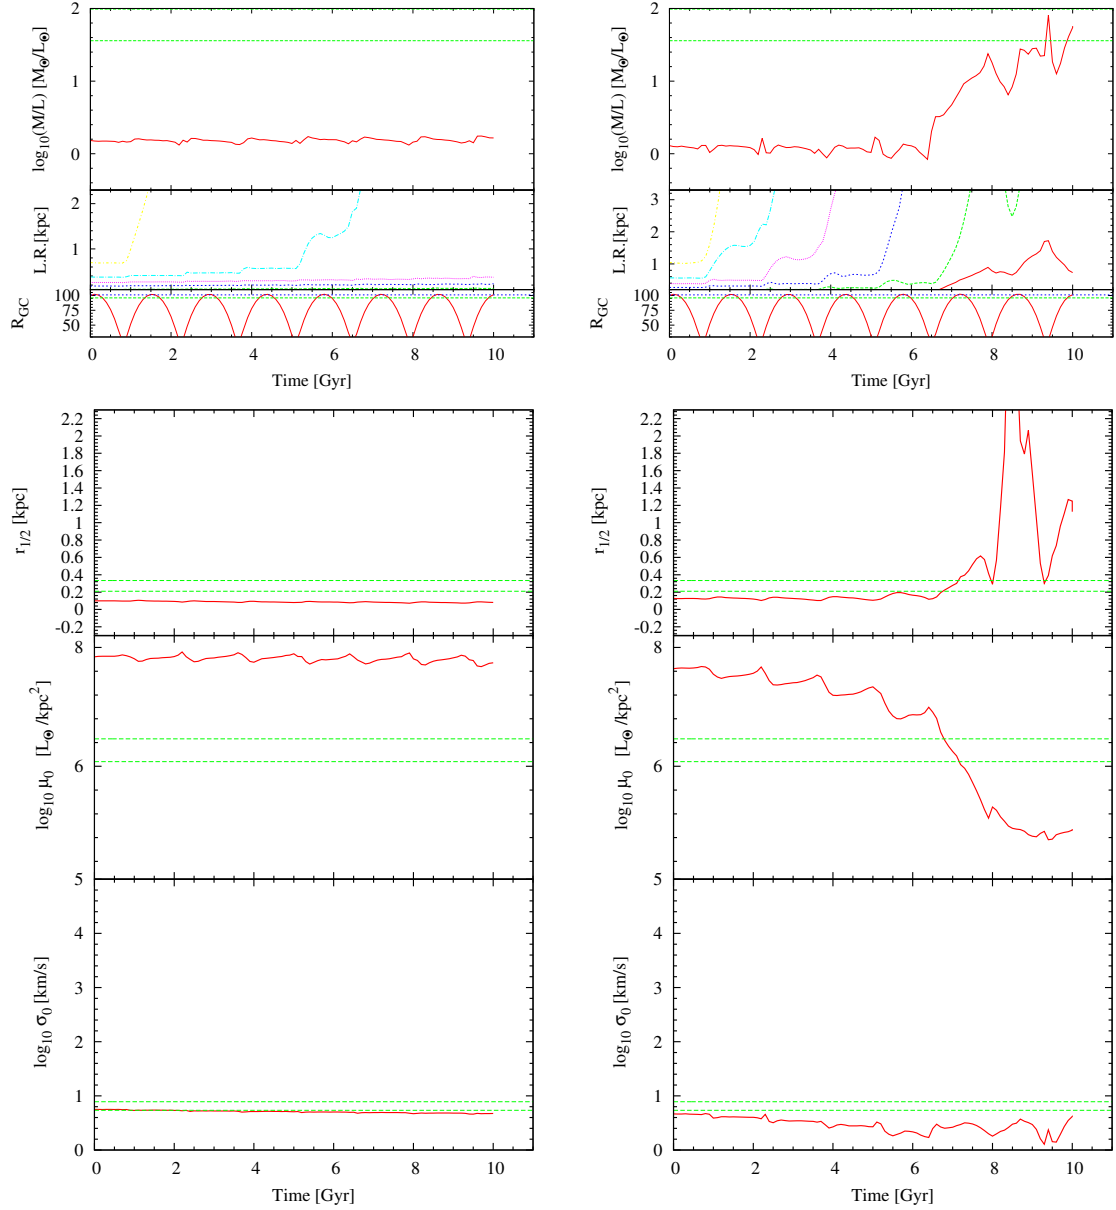 2
1
0
log₁₀(M/L) [M⊙/L⊙]
2
1
L.R.[kpc]
100
75
50
R_GC
0 2 4 6 8 10
Time [Gyr]
2
1
0
log₁₀(M/L) [M⊙/L⊙]
3
2
1
L.R.[kpc]
100
75
50
R_GC
0 2 4 6 8 10
Time [Gyr]
2.2
2
1.8
1.6
1.4
1.2
1
0.8
0.6
0.4
0.2
0
-0.2
r_1/2 [kpc]
8
6
log₁₀ μ₀ [L⊙/kpc²]
5
4
3
2
1
0
log₁₀ σ₀ [km/s]
0 2 4 6 8 10
Time [Gyr]
2.2
2
1.8
1.6
1.4
1.2
1
0.8
0.6
0.4
0.2
0
-0.2
r_1/2 [kpc]
8
6
log₁₀ μ₀ [L⊙/kpc²]
5
4
3
2
1
0
log₁₀ σ₀ [km/s]
0 2 4 6 8 10
Time [Gyr]